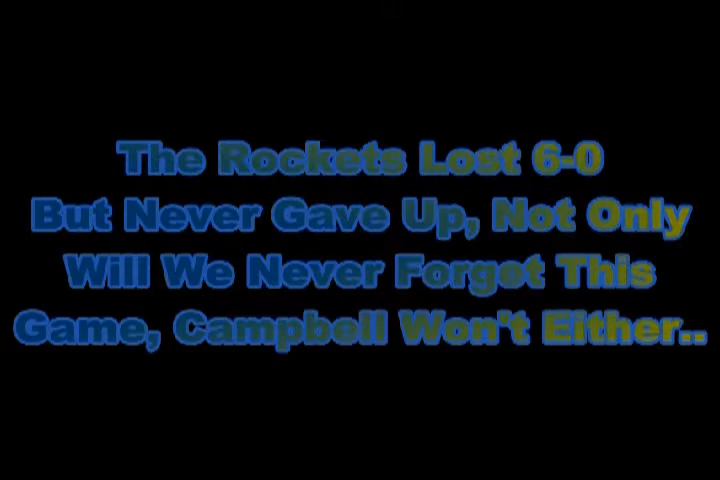 The Rockets Lost 6-0
But Never Gave Up, Not Only
Will We Never Forget This
Game, Campbell Won't Either..